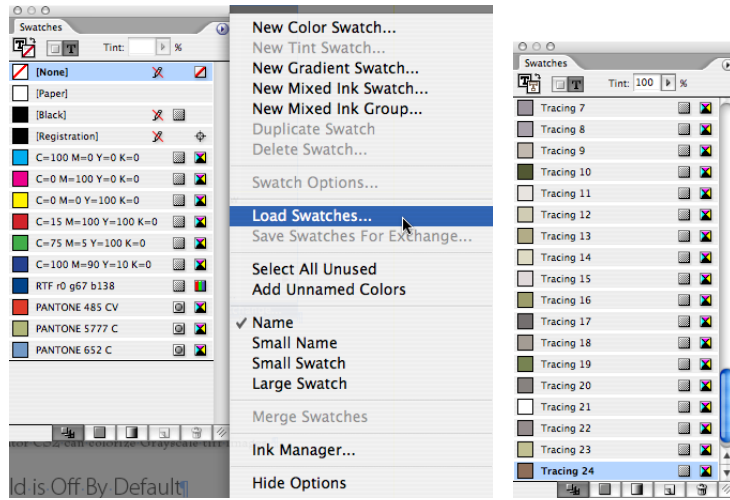 Swatches
Tint: %
[None]
[Paper]
[Black]
[Registration]
C=100 M=0 Y=0 K=0
C=0 M=100 Y=0 K=0
C=0 M=0 Y=100 K=0
C=15 M=100 Y=100 K=0
C=75 M=5 Y=100 K=0
C=100 M=90 Y=10 K=0
RTF r0 g67 b138
PANTONE 485 CV
PANTONE 5777 C
PANTONE 652 C
can colorize Grayscale
ld is Off By Default
New Color Swatch...
New Tint Swatch...
New Gradient Swatch...
New Mixed Ink Swatch...
New Mixed Ink Group...
Duplicate Swatch
Delete Swatch...
Swatch Options...
Load Swatches...
Save Swatches For Exchange...
Select All Unused
Add Unnamed Colors
✓ Name
Small Name
Small Swatch
Large Swatch
Merge Swatches
Ink Manager...
Hide Options
Swatches
Tint: 100 %
Tracing 7
Tracing 8
Tracing 9
Tracing 10
Tracing 11
Tracing 12
Tracing 13
Tracing 14
Tracing 15
Tracing 16
Tracing 17
Tracing 18
Tracing 19
Tracing 20
Tracing 21
Tracing 22
Tracing 23
Tracing 24